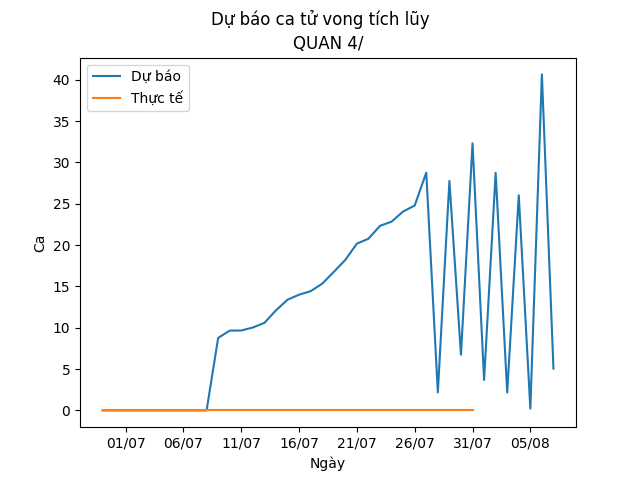 Dự báo ca tử vong tích lũy
QUAN 4/
Dự báo
Thực tế
40
35
30
25
20
15
10
5
0
Ca
01/07 06/07 11/07 16/07 21/07 26/07 31/07 05/08
Ngày